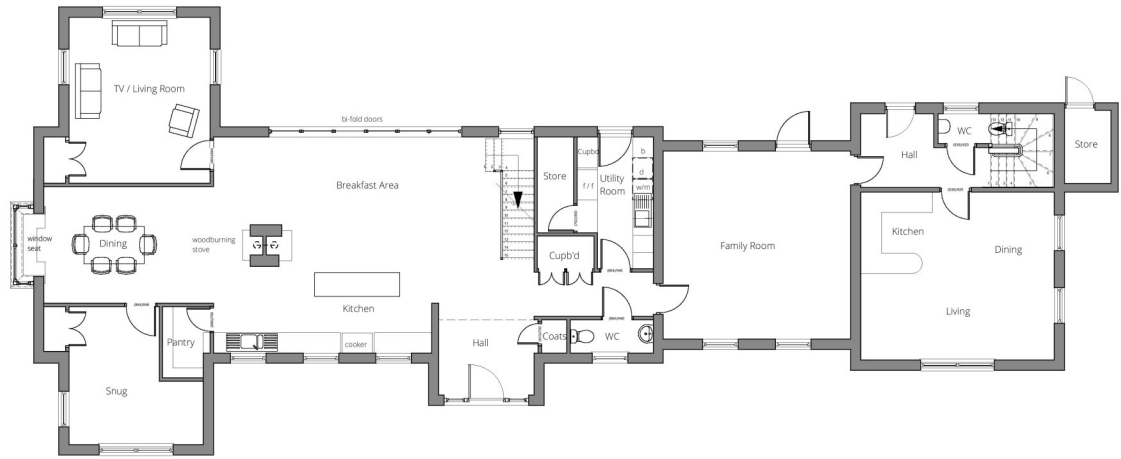 TV / Living Room
bi-fold doors
Breakfast Area
Store
Cupbd
f / f
Utility
Room
b
d
w/m
Hall
WC
Store
window
seat
Dining
woodburning
stove
Cupb'd
Family Room
Kitchen
Dining
Kitchen
Living
Pantry
cooker
Hall
Coats
WC
Snug